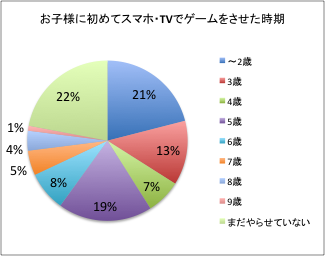 お子様に初めてスマホ・TVでゲームをさせた時期
21%
13%
7%
19%
8%
5%
4%
1%
22%
～2歳
3歳
4歳
5歳
6歳
7歳
8歳
9歳
まだやらせていない